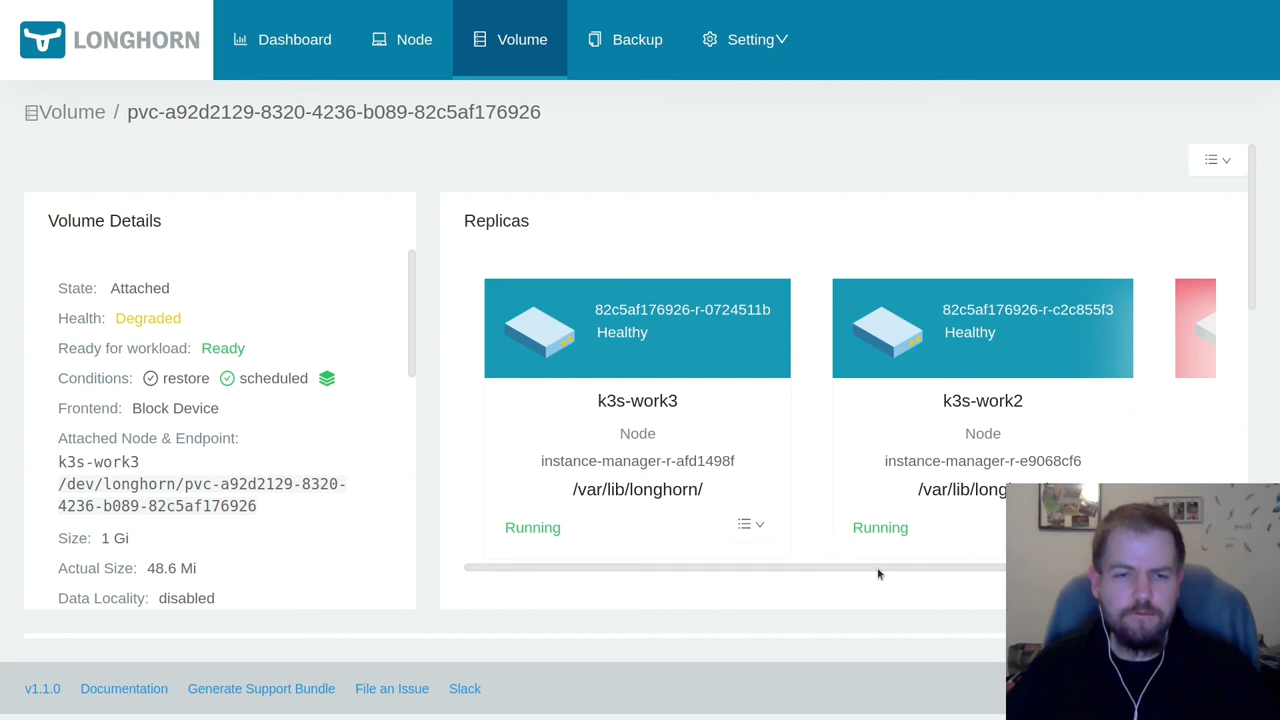 LONGHORN
Dashboard
Node
Volume
Backup
Setting
Volume / pvc-a92d2129-8320-4236-b089-82c5af176926
Volume Details
State: Attached
Health: Degraded
Ready for workload: Ready
Conditions: restore scheduled
Frontend: Block Device
Attached Node & Endpoint:
k3s-work3
/dev/longhorn/pvc-a92d2129-8320-
4236-b089-82c5af176926
Size: 1 Gi
Actual Size: 48.6 Mi
Data Locality: disabled
Replicas
82c5af176926-r-0724511b
Healthy
k3s-work3
Node
instance-manager-r-afd1498f
/var/lib/longhorn/
Running
82c5af176926-r-c2c855f3
Healthy
k3s-work2
Node
instance-manager-r-e9068cf6
/var/lib/long
Running
v1.1.0
Documentation
Generate Support Bundle
File an Issue
Slack